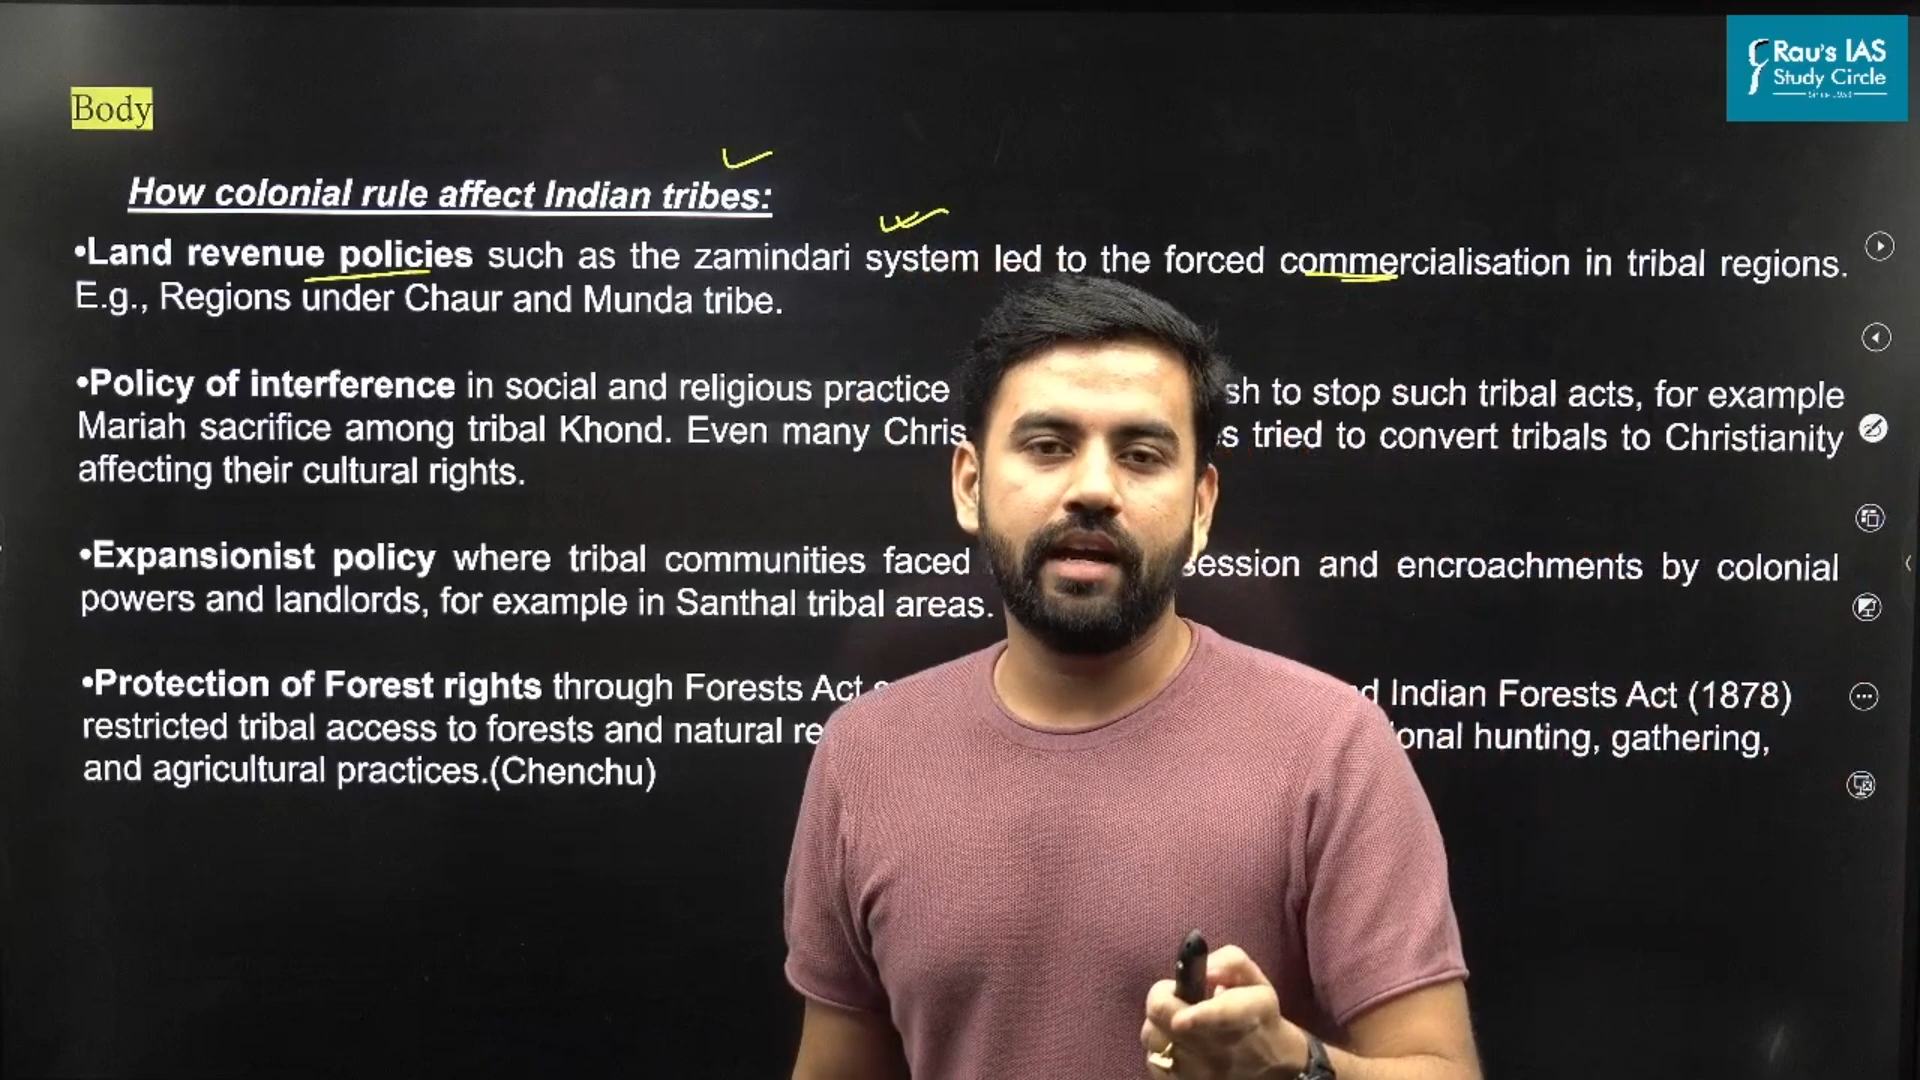 Rau's IAS
Study Circle
Body
How colonial rule affect Indian tribes:
•Land revenue policies such as the zamindari system led to the forced commercialisation in tribal regions.
E.g., Regions under Chaur and Munda tribe.
•Policy of interference in social and religious practice to stop such tribal acts, for example
Mariah sacrifice among tribal Khond. Even many tried to convert tribals to Christianity
affecting their cultural rights.
•Expansionist policy where tribal communities faced and encroachments by colonial
powers and landlords, for example in Santhal tribal areas.
•Protection of Forest rights through Forests Act Indian Forests Act (1878)
restricted tribal access to forests and natural hunting, gathering,
and agricultural practices.(Chenchu)